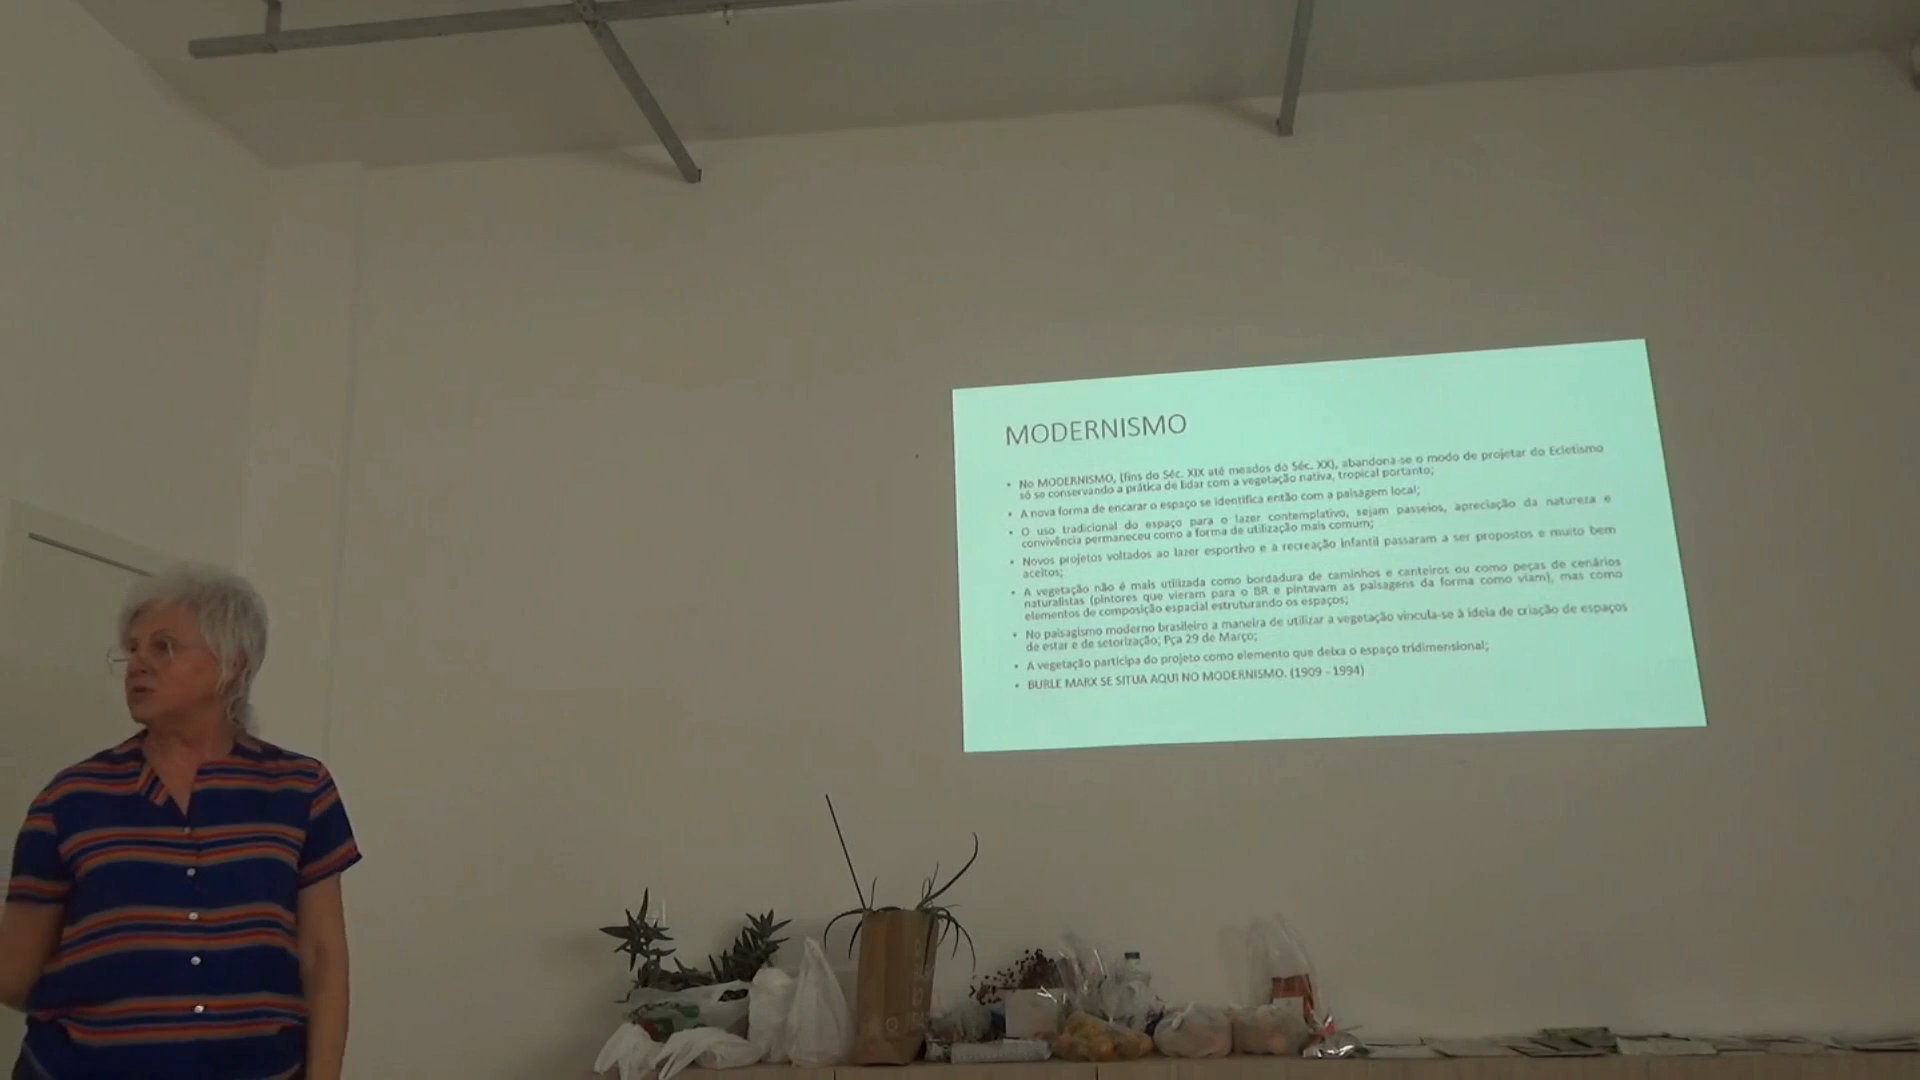 MODERNISMO
• No MODERNISMO, (fins do Séc. XIX até meados do Séc. XX), abandona-se o modo de projetar do Ecletismo
só se conservando a prática de lidar com a vegetação nativa, tropical portanto;
• A nova forma de encarar o espaço se identifica então com a paisagem local;
• O uso tradicional do espaço para o lazer contemplativo, sejam passeios, apreciação da natureza e
convivência permaneceu como a forma de utilização mais comum;
• Novos projetos voltados ao lazer esportivo e a recreação infantil passaram a ser propostos e muito bem
aceitos;
• A vegetação não é mais utilizada como bordadura de caminhos e canteiros ou como peças de cenários
naturalistas (pintores que vieram para o BR e pintavam as paisagens da forma como viam), mas como
elementos de composição espacial estruturando os espaços;
• No paisagismo moderno brasileiro a maneira de utilizar a vegetação vincula-se à ideia de criação de espaços
de estar e de setorização; Pça 29 de Março;
• A vegetação participa do projeto como elemento que deixa o espaço tridimensional;
• BURLE MARX SE SITUA AQUI NO MODERNISMO. (1909 - 1994)